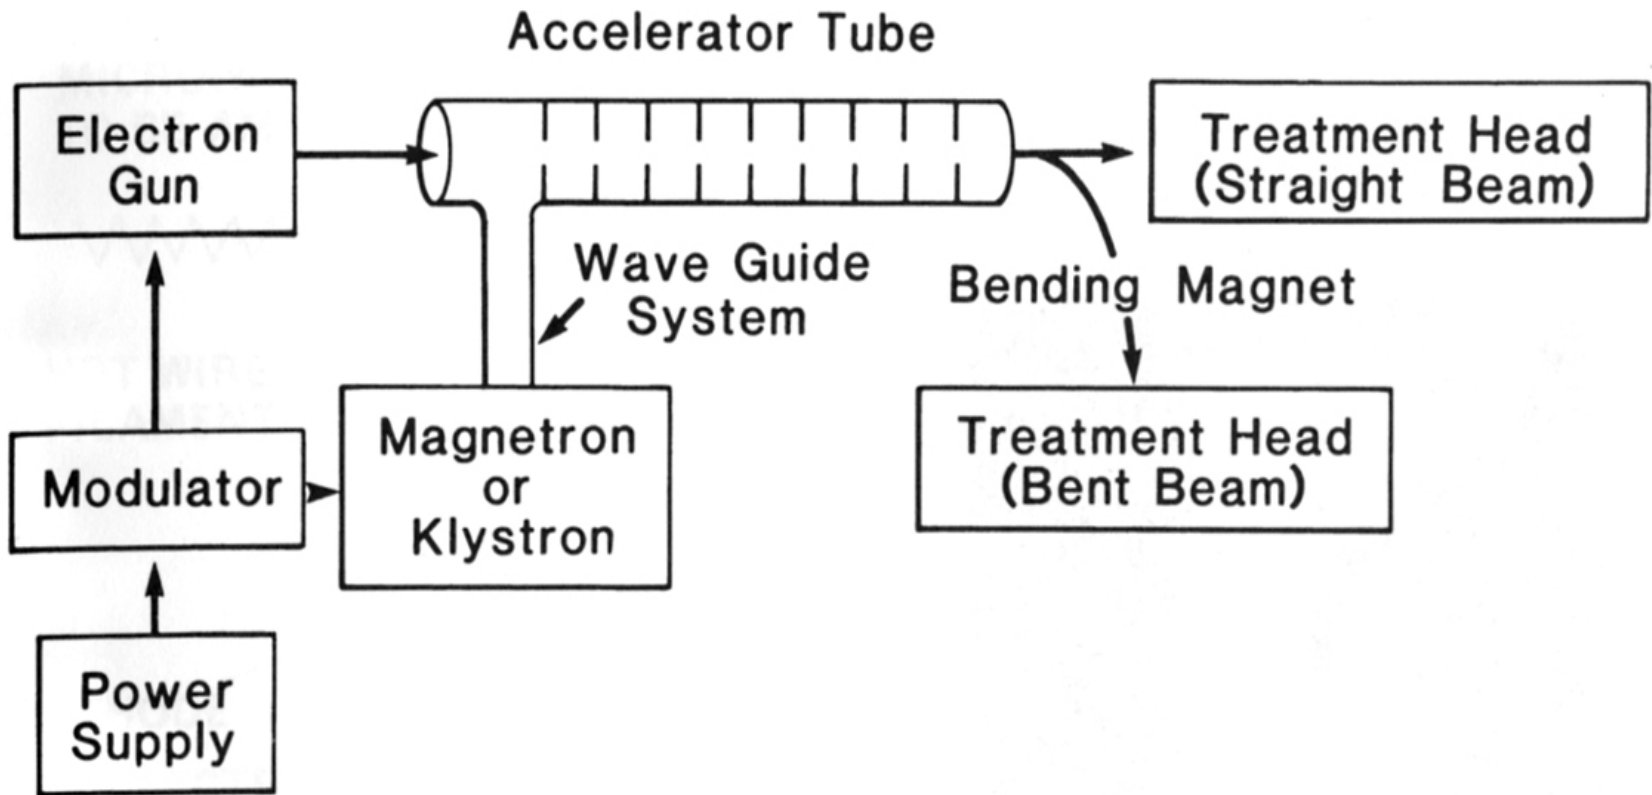 Accelerator Tube
Electron
Gun
Treatment Head
(Straight Beam)
Wave Guide
System
Bending Magnet
Magnetron
or
Klystron
Treatment Head
(Bent Beam)
Modulator
Power
Supply